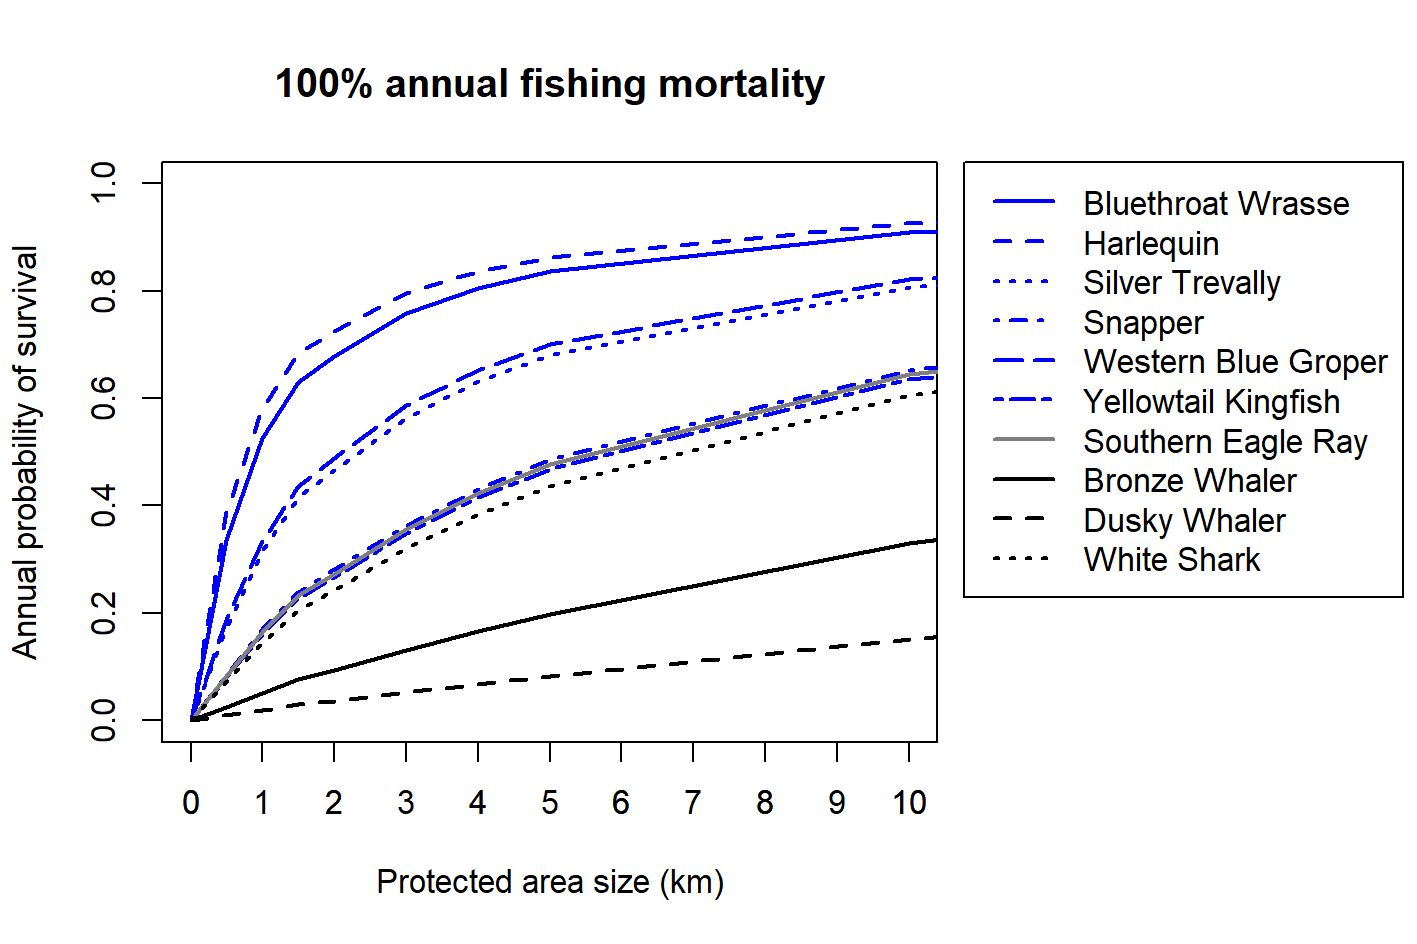 100% annual fishing mortality
Annual probability of survival
1.0
0.8
0.6
0.4
0.2
0.0
0 1 2 3 4 5 6 7 8 9 10
Protected area size (km)
Bluethroat Wrasse
Harlequin
Silver Trevally
Snapper
Western Blue Groper
Yellowtail Kingfish
Southern Eagle Ray
Bronze Whaler
Dusky Whaler
White Shark